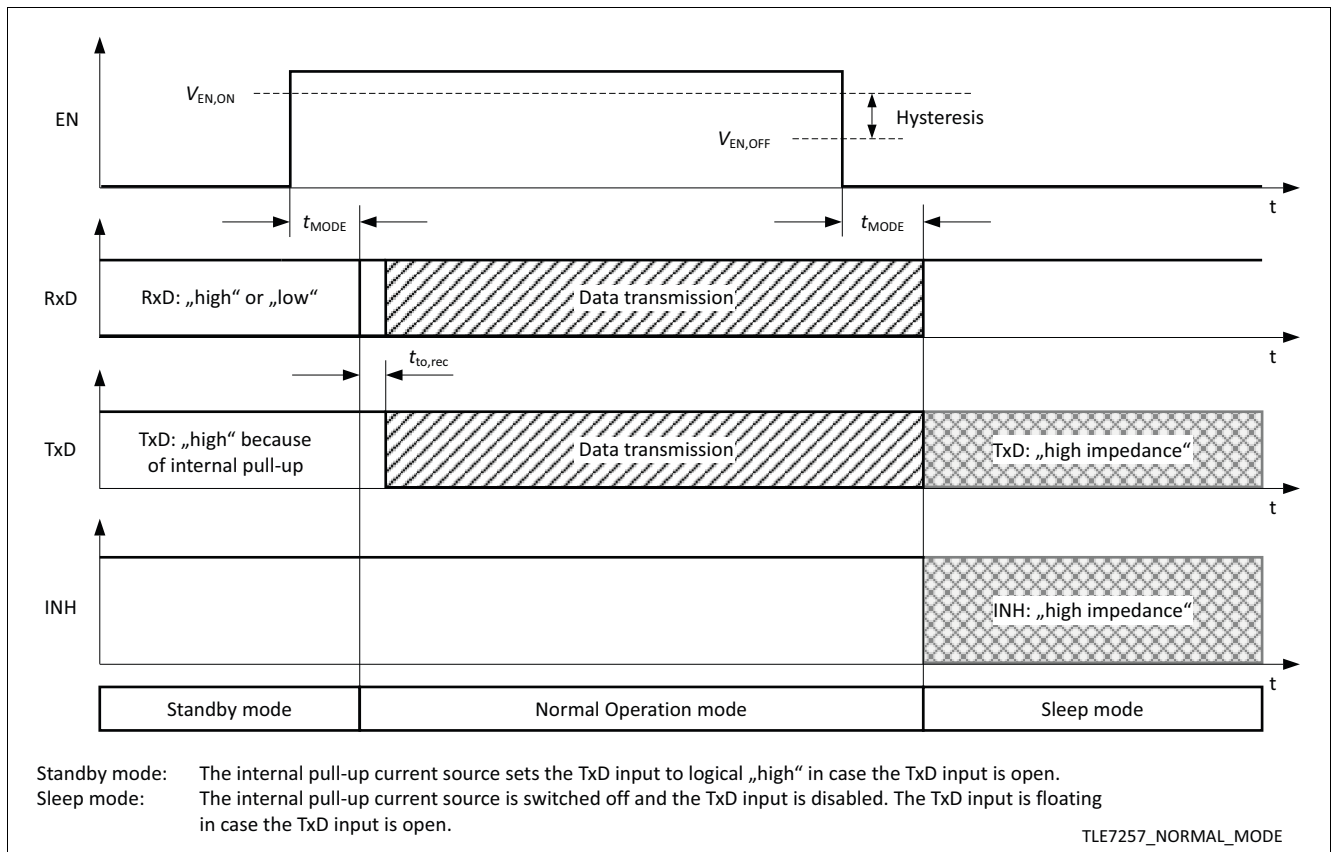 V_EN,ON
EN
Hysteresis
V_EN,OFF
t
t_MODE
t_MODE
RxD
RxD: „high“ or „low“
Data transmission
t
t_to,rec
TxD
TxD: „high“ because
of internal pull-up
Data transmission
TxD: „high impedance“
t
INH
INH: „high impedance“
t
Standby mode
Normal Operation mode
Sleep mode
Standby mode: The internal pull-up current source sets the TxD input to logical „high“ in case the TxD input is open.
Sleep mode: The internal pull-up current source is switched off and the TxD input is disabled. The TxD input is floating
in case the TxD input is open.
TLE7257_NORMAL_MODE